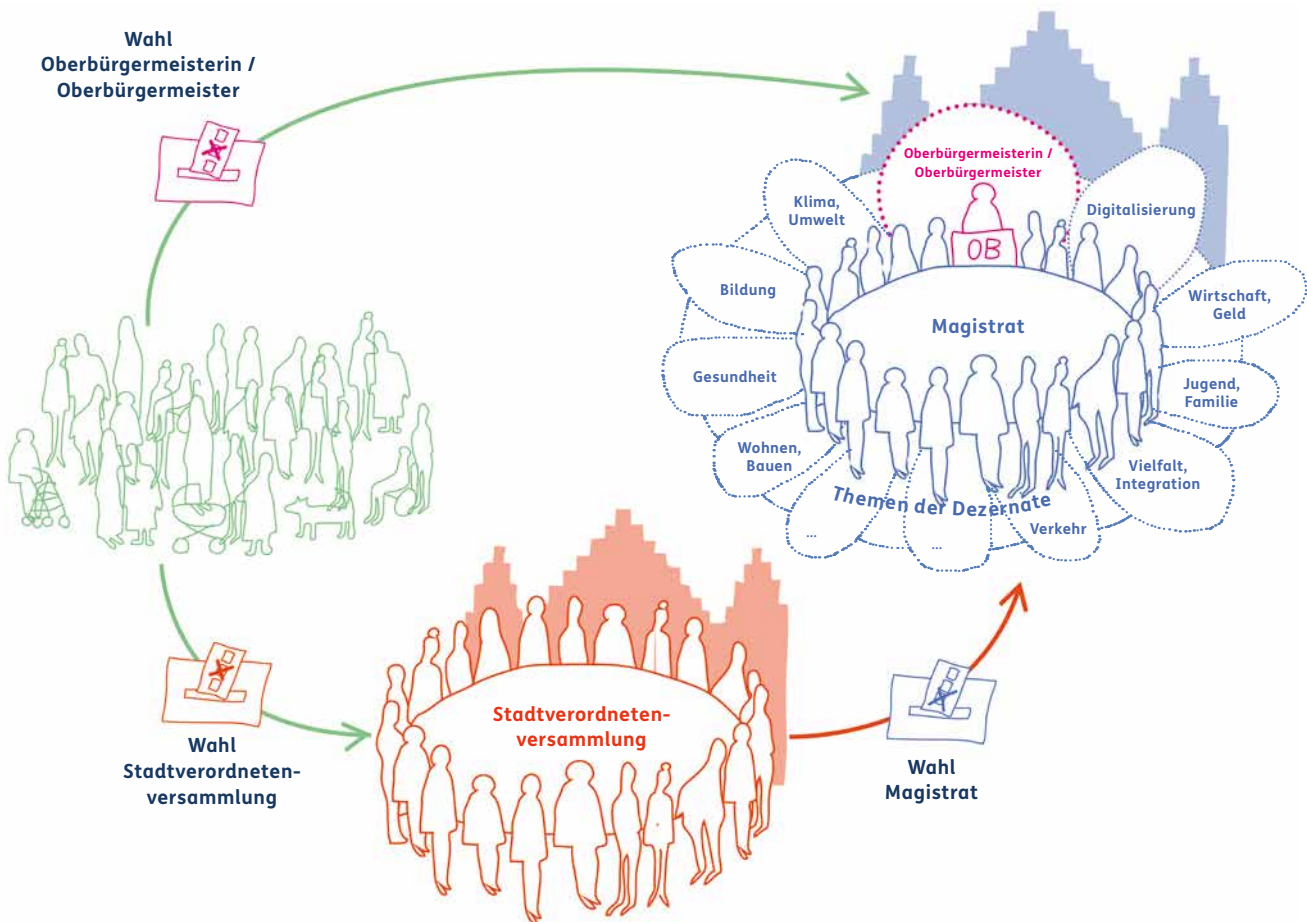 Wahl
Oberbürgermeisterin /
Oberbürgermeister
Oberbürgermeisterin /
Oberbürgermeister
OB
Klima,
Umwelt
Digitalisierung
Bildung
Wirtschaft,
Geld
Magistrat
Gesundheit
Jugend,
Familie
Wohnen,
Bauen
Vielfalt,
Integration
Themen der Dezernate
...
...
Verkehr
Stadtverordneten-
versammlung
Wahl
Stadtverordneten-
versammlung
Wahl
Magistrat